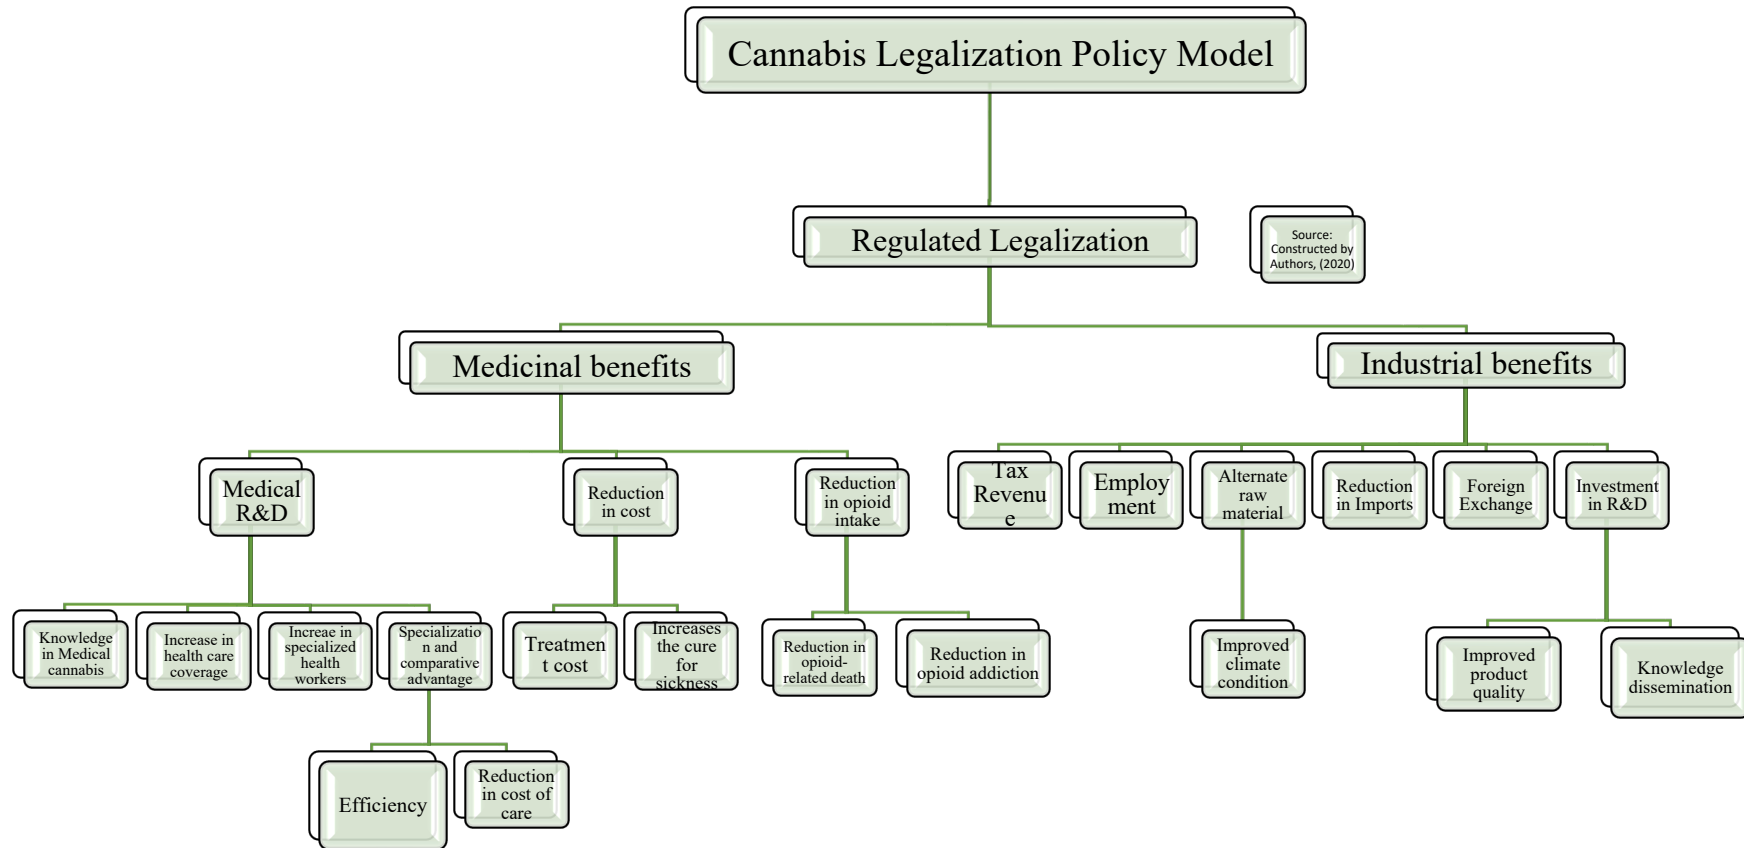 Cannabis Legalization Policy Model
Regulated Legalization
Source:
Constructed by
Authors, (2020)
Medicinal benefits
Industrial benefits
Medical
R&D
Reduction
in cost
Reduction
in opioid
intake
Tax
Revenu
e
Employ
ment
Alternate
raw
material
Reduction
in Imports
Foreign
Exchange
Investment
in R&D
Knowledge
in Medical
cannabis
Increase in
health care
coverage
Increae in
specialized
health
workers
Specializatio
n and
comparative
advantage
Treatmen
t cost
Increases
the cure
for
sickness
Reduction in
opioid-
related death
Reduction in
opioid addiction
Improved
climate
condition
Improved
product
quality
Knowledge
dissemination
Efficiency
Reduction
in cost of
care